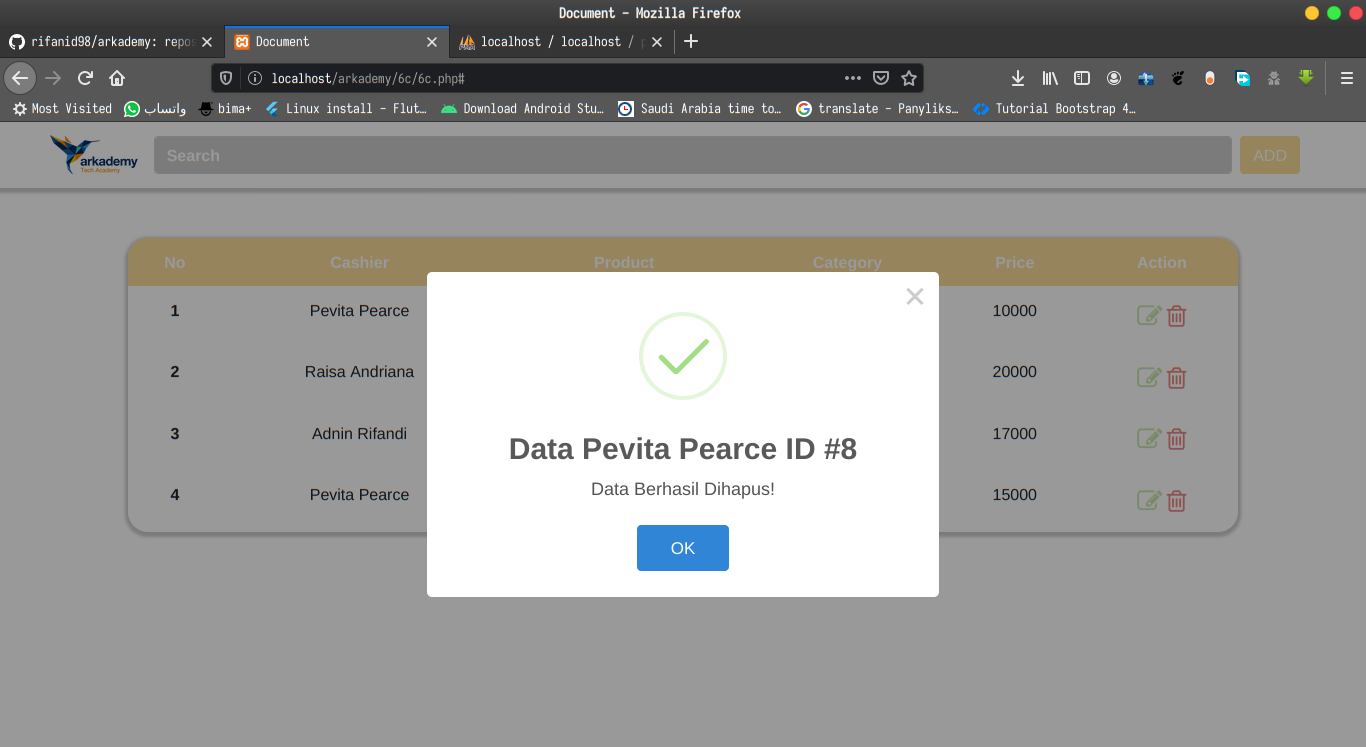 Document - Mozilla Firefox
rifanid98/arkademy: repos
Document
localhost / localhost / p
localhost/arkademy/6c/6c.php#
Most Visited واتساب bima+ Linux install - Flut… Download Android Stu… Saudi Arabia time to… translate - Panyliks… Tutorial Bootstrap 4…
arkademy
Tech Academy
Search
ADD
No Cashier Product Category Price Action
1 Pevita Pearce 10000
2 Raisa Andriana 20000
3 Adnin Rifandi 17000
4 Pevita Pearce 15000
×
Data Pevita Pearce ID #8
Data Berhasil Dihapus!
OK